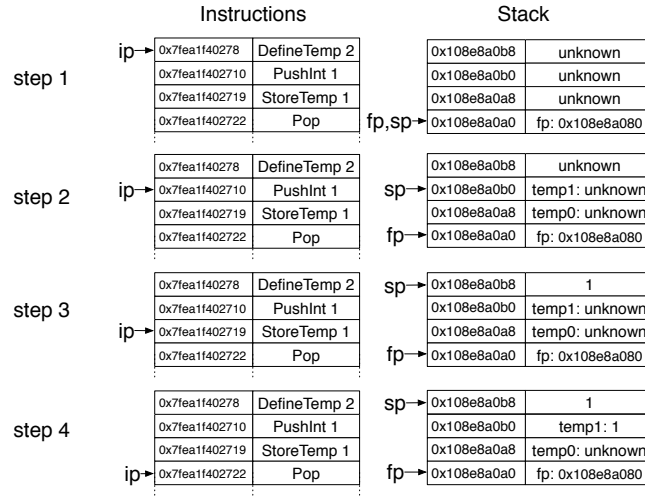 Instructions Stack
step 1
ip 0x7fea1f40278 DefineTemp 2 0x108e8a0b8 unknown
0x7fea1f402710 PushInt 1 0x108e8a0b0 unknown
0x7fea1f402719 StoreTemp 1 0x108e8a0a8 unknown
0x7fea1f402722 Pop fp,sp 0x108e8a0a0 fp: 0x108e8a080
step 2
0x7fea1f40278 DefineTemp 2 0x108e8a0b8 unknown
ip 0x7fea1f402710 PushInt 1 sp 0x108e8a0b0 temp1: unknown
0x7fea1f402719 StoreTemp 1 0x108e8a0a8 temp0: unknown
0x7fea1f402722 Pop fp 0x108e8a0a0 fp: 0x108e8a080
step 3
0x7fea1f40278 DefineTemp 2 sp 0x108e8a0b8 1
0x7fea1f402710 PushInt 1 0x108e8a0b0 temp1: unknown
ip 0x7fea1f402719 StoreTemp 1 0x108e8a0a8 temp0: unknown
0x7fea1f402722 Pop fp 0x108e8a0a0 fp: 0x108e8a080
step 4
0x7fea1f40278 DefineTemp 2 sp 0x108e8a0b8 1
0x7fea1f402710 PushInt 1 0x108e8a0b0 temp1: 1
0x7fea1f402719 StoreTemp 1 0x108e8a0a8 temp0: unknown
ip 0x7fea1f402722 Pop fp 0x108e8a0a0 fp: 0x108e8a080